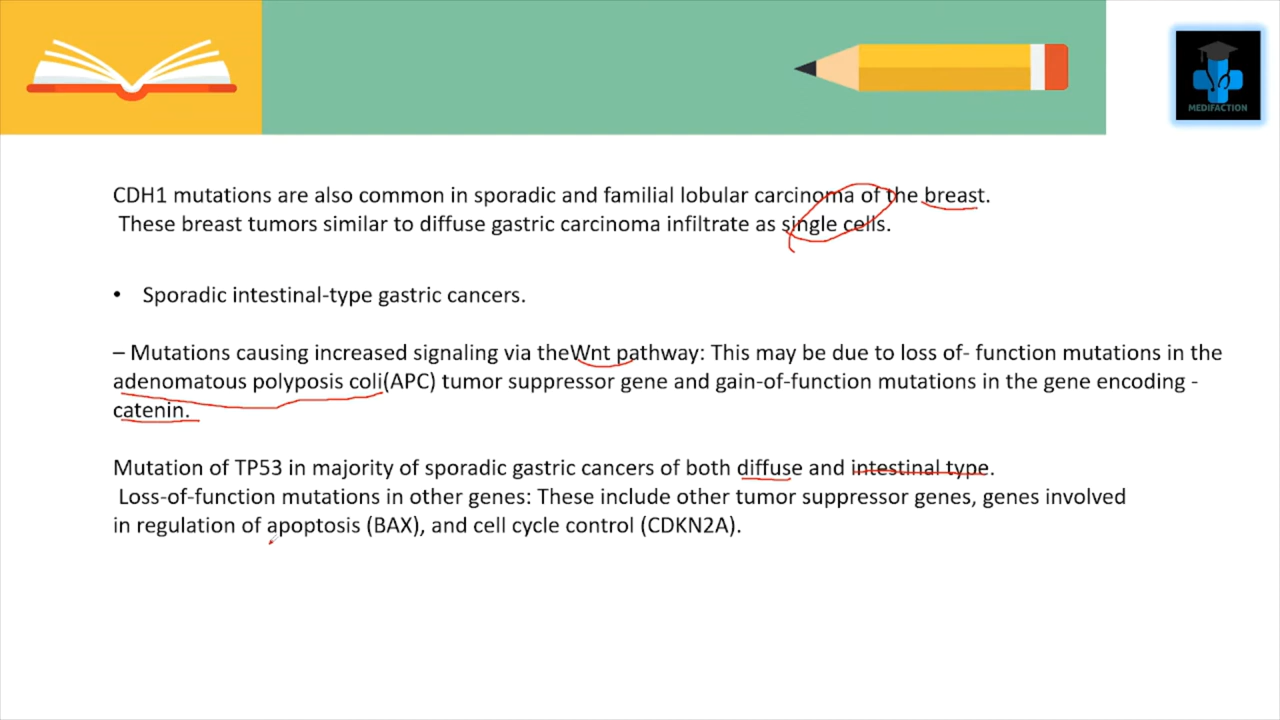 MEDIFACTION
CDH1 mutations are also common in sporadic and familial lobular carcinoma of the breast.
These breast tumors similar to diffuse gastric carcinoma infiltrate as single cells.
• Sporadic intestinal-type gastric cancers.
– Mutations causing increased signaling via theWnt pathway: This may be due to loss of- function mutations in the
adenomatous polyposis coli(APC) tumor suppressor gene and gain-of-function mutations in the gene encoding -
catenin.
Mutation of TP53 in majority of sporadic gastric cancers of both diffuse and intestinal type.
Loss-of-function mutations in other genes: These include other tumor suppressor genes, genes involved
in regulation of apoptosis (BAX), and cell cycle control (CDKN2A).